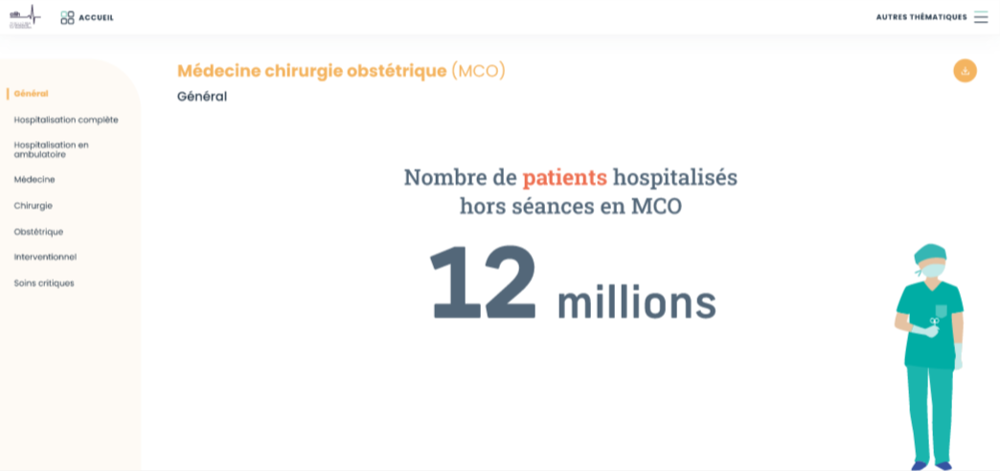 atih
ACCUEIL
AUTRES THÉMATIQUES
Général
Hospitalisation complète
Hospitalisation en
ambulatoire
Médecine
Chirurgie
Obstétrique
Interventionnel
Soins critiques
Médecine chirurgie obstétrique (MCO)
Général
Nombre de patients hospitalisés
hors séances en MCO
12 millions